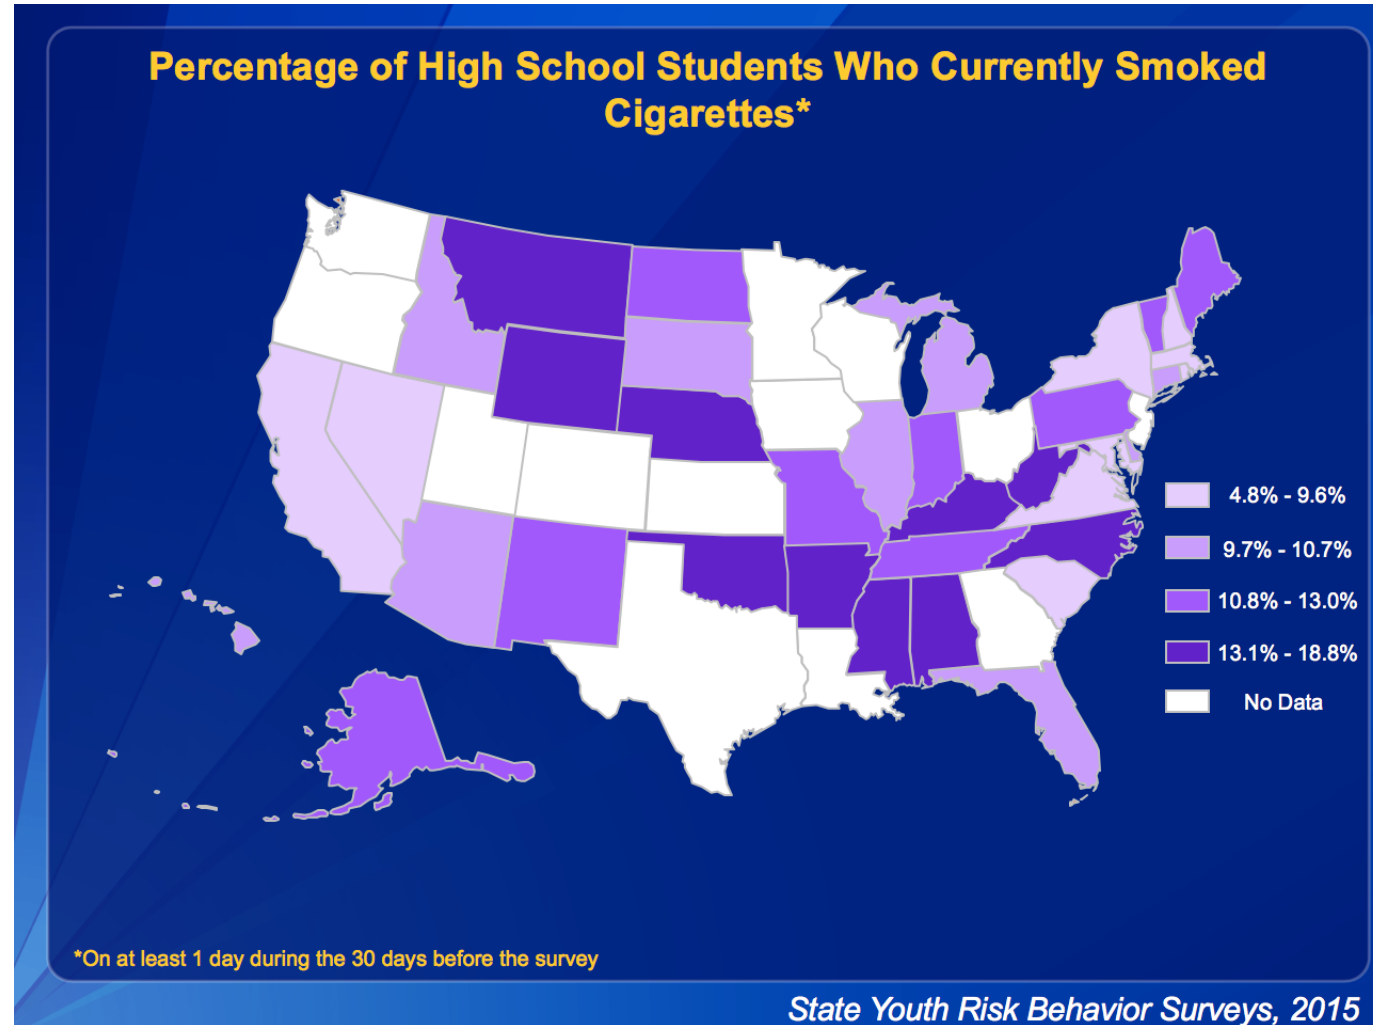 Percentage of High School Students Who Currently Smoked
Cigarettes*
4.8% - 9.6%
9.7% - 10.7%
10.8% - 13.0%
13.1% - 18.8%
No Data
*On at least 1 day during the 30 days before the survey
State Youth Risk Behavior Surveys, 2015